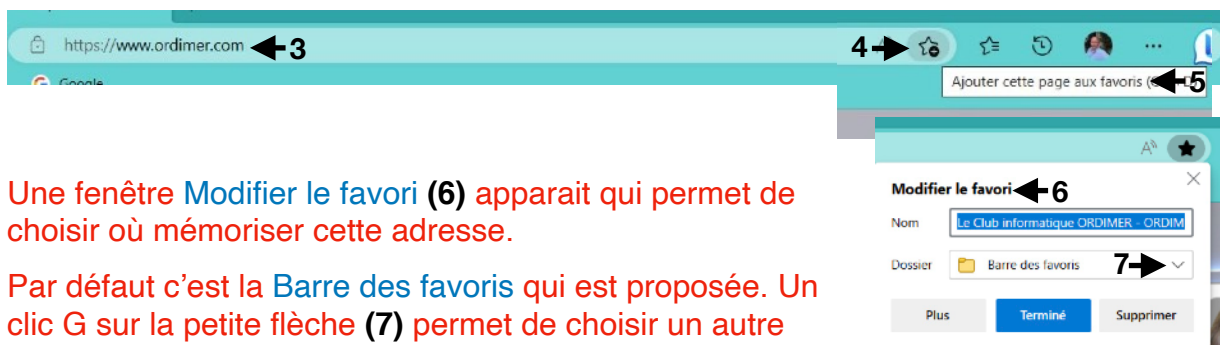 https://www.ordimer.com 3
4
Google
Ajouter cette page aux favoris (
5
Modifier le favori 6
Nom Le Club informatique ORDIMER - ORDIM
Dossier Barre des favoris 7
Plus Terminé Supprimer
Une fenêtre Modifier le favori (6) apparait qui permet de
choisir où mémoriser cette adresse.
Par défaut c’est la Barre des favoris qui est proposée. Un
clic G sur la petite flèche (7) permet de choisir un autre